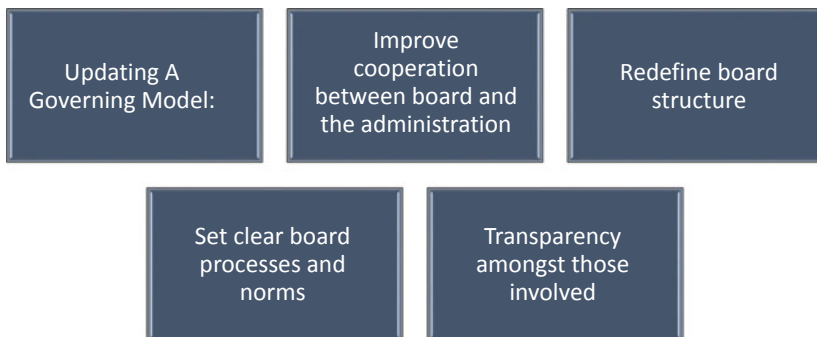 Updating A
Governing Model:
Improve
cooperation
between board and
the administration
Redefine board
structure
Set clear board
processes and
norms
Transparency
amongst those
involved